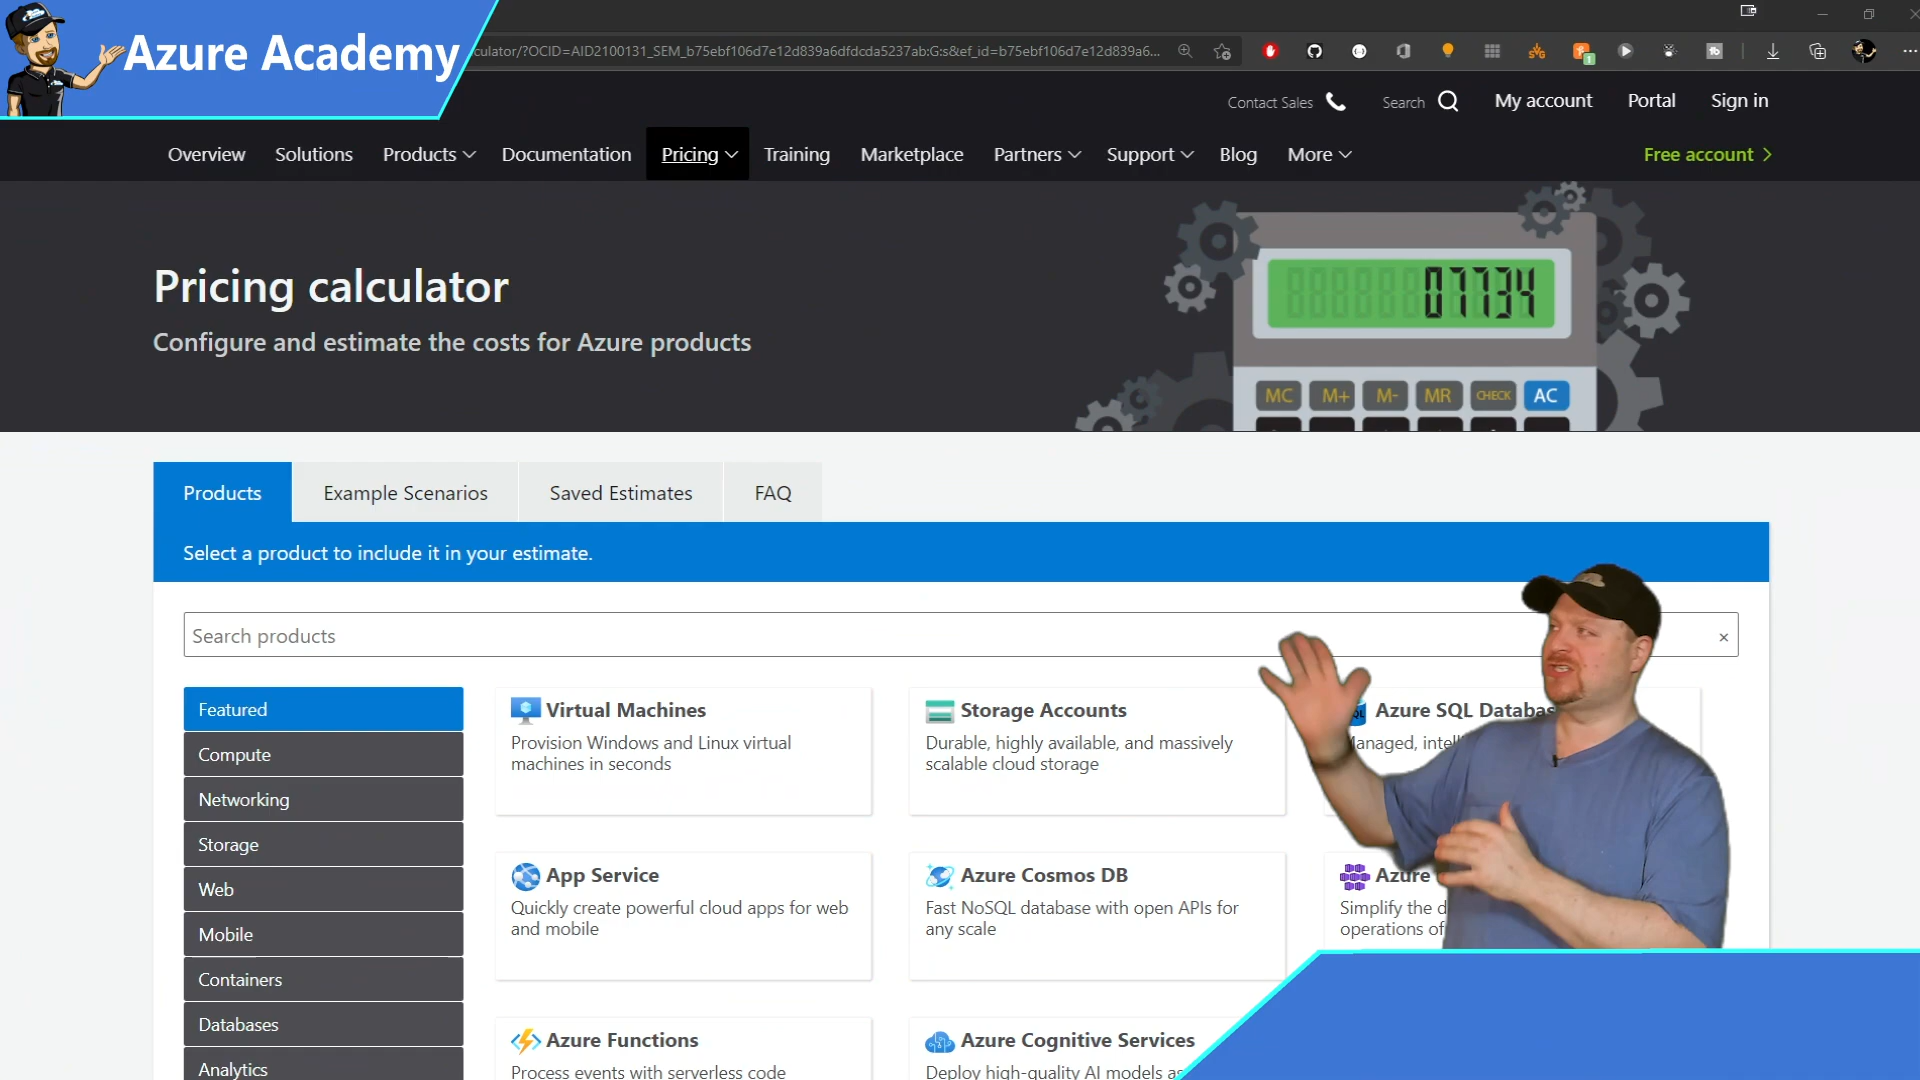 Azure Academy
culator/?OCID=AID2100131_SEM_b75ebf106d7e12d839a6dfdcda5237ab:G:s&ef_id=b75ebf106d7e12d839a6...
Contact Sales
Search
My account
Portal
Sign in
Overview
Solutions
Products
Documentation
Pricing
Training
Marketplace
Partners
Support
Blog
More
Free account
Pricing calculator
Configure and estimate the costs for Azure products
07734
MC
M+
M-
MR
CHECK
AC
Products
Example Scenarios
Saved Estimates
FAQ
Select a product to include it in your estimate.
Search products
Featured
Compute
Networking
Storage
Web
Mobile
Containers
Databases
Analytics
Virtual Machines
Provision Windows and Linux virtual
machines in seconds
Storage Accounts
Durable, highly available, and massively
scalable cloud storage
Azure SQL Databas
App Service
Quickly create powerful cloud apps for web
and mobile
Azure Cosmos DB
Fast NoSQL database with open APIs for
any scale
Azure
Simplify the d
operations of
Azure Functions
Process events with serverless code
Azure Cognitive Services
Deploy high-quality AI models as